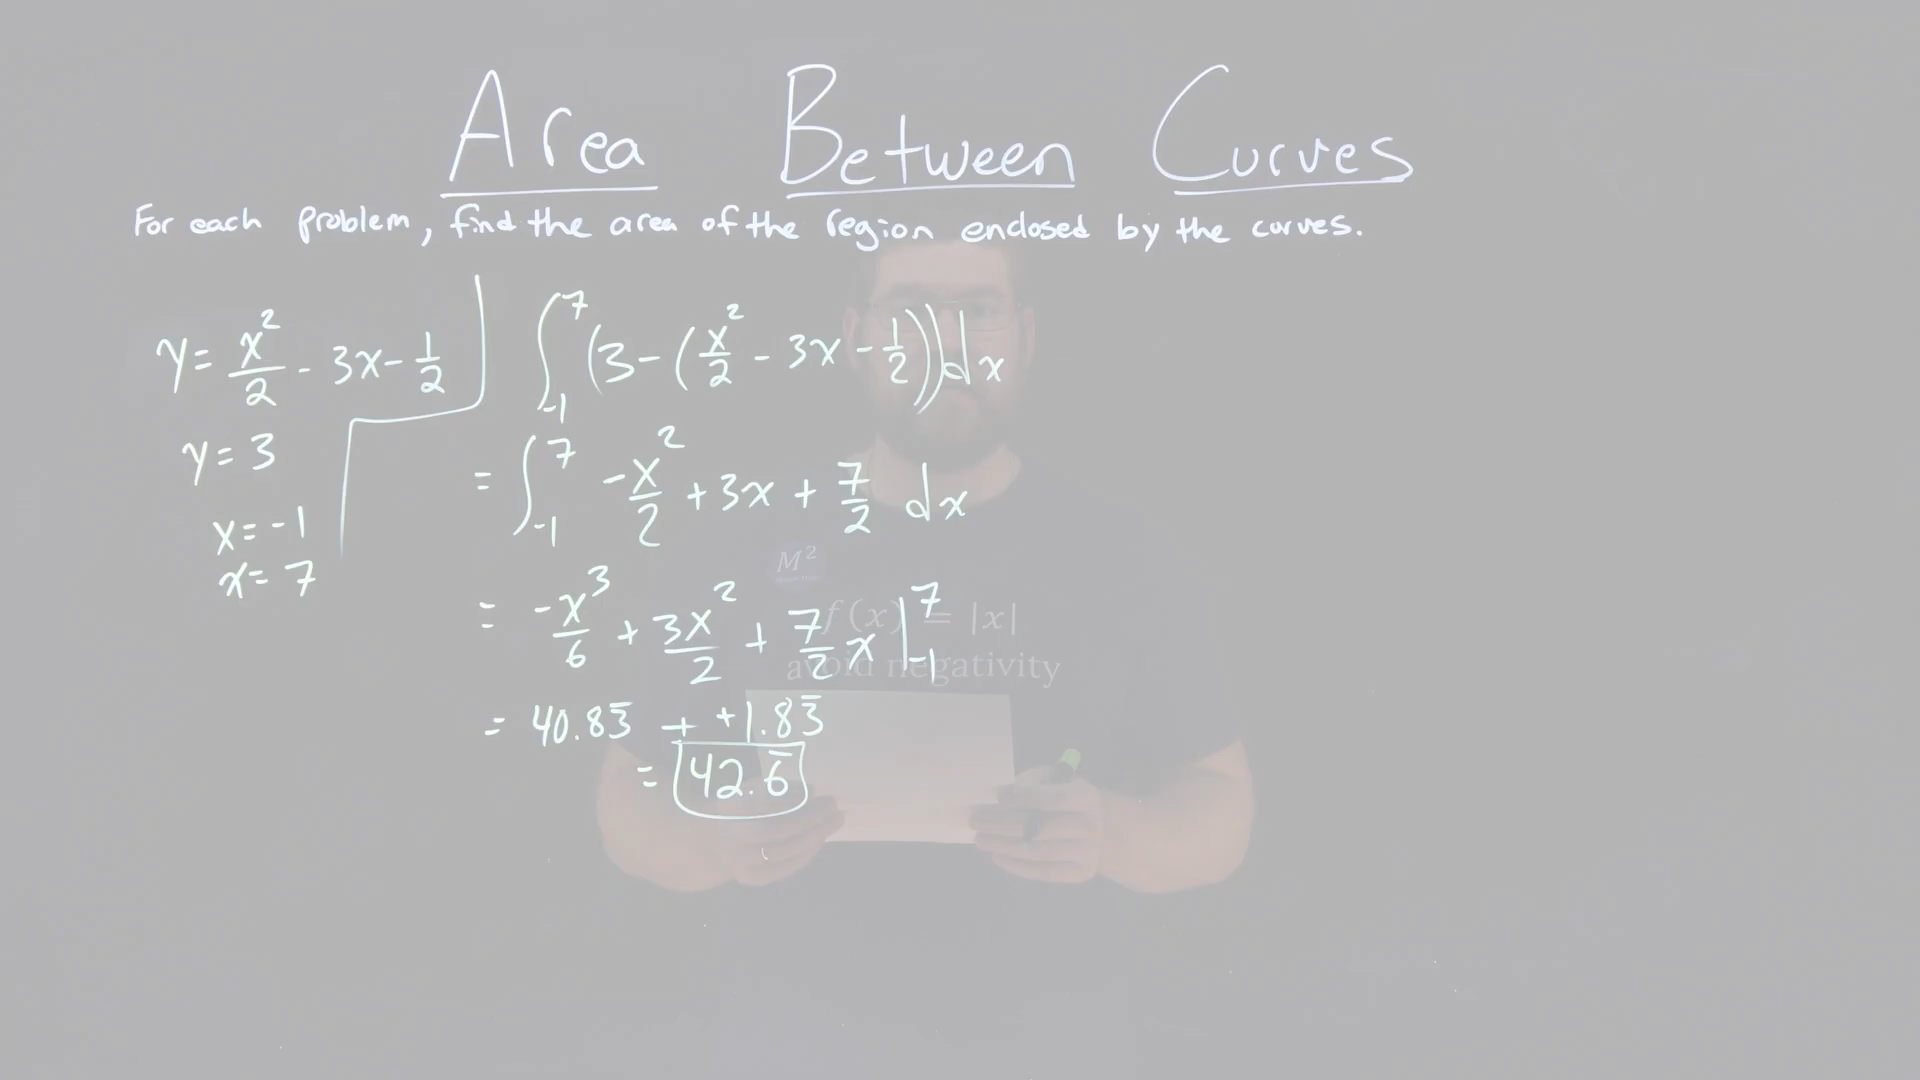 Area Between Curves
For each problem, find the area of the region enclosed by the curves.
y = x²/2 - 3x - 1/2
y = 3
x = -1
x = 7
∫₋₁⁷ (3 - (x²/2 - 3x - 1/2)) dx
= ∫₋₁⁷ -x²/2 + 3x + 7/2 dx
= -x³/6 + 3x²/2 + 7/2 x |₋₁⁷
= 40.83̅ + +1.83̅
= 42.6̅
M²
f(x) = |x|
avoid negativity